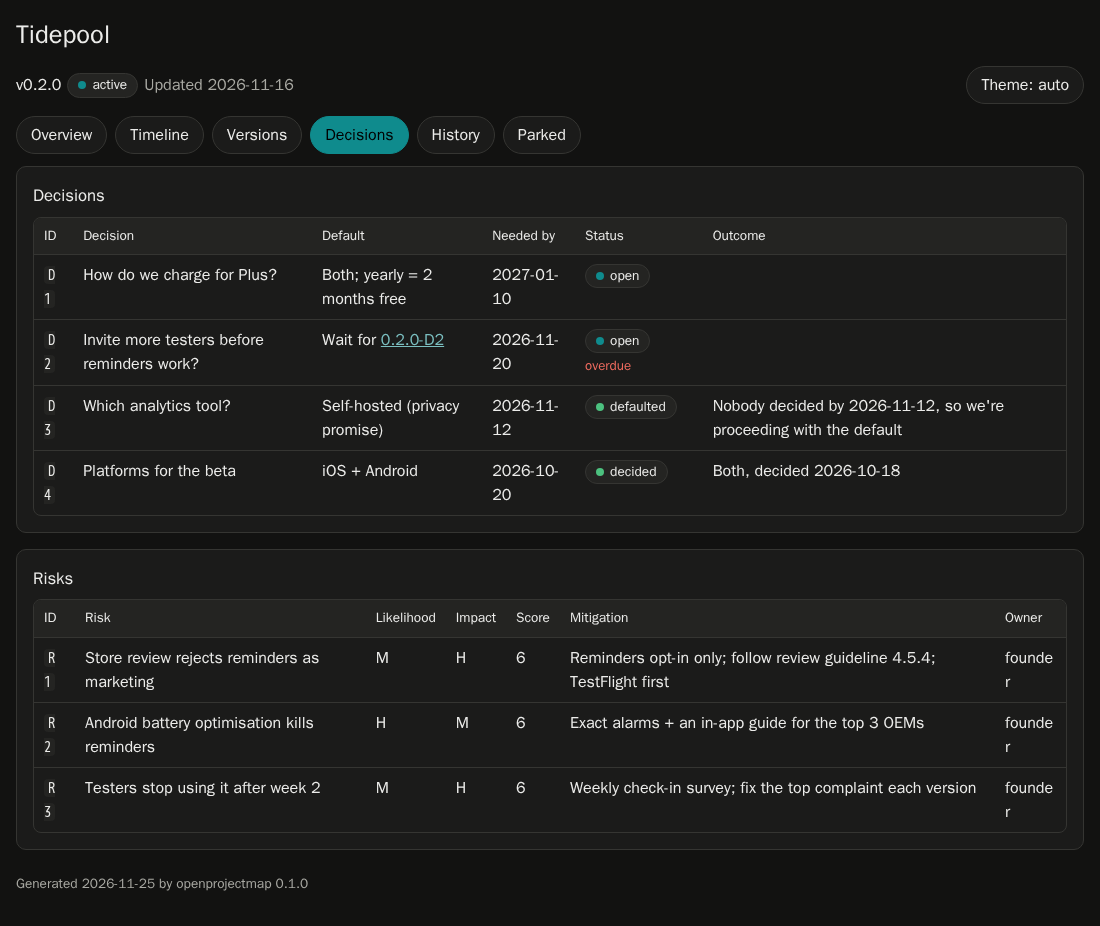 Tidepool
v0.2.0 active Updated 2026-11-16 Theme: auto
Overview Timeline Versions Decisions History Parked
Decisions
ID Decision Default Needed by Status Outcome
D How do we charge for Plus? Both; yearly = 2 2027-01- open
1 months free 10
D Invite more testers before Wait for 0.2.0-D2 2026-11- open
2 reminders work? 20 overdue
D Which analytics tool? Self-hosted (privacy 2026-11- defaulted Nobody decided by 2026-11-12, so we're
3 promise) 12 proceeding with the default
D Platforms for the beta iOS + Android 2026-10- decided Both, decided 2026-10-18
4 20
Risks
ID Risk Likelihood Impact Score Mitigation Owner
R Store review rejects reminders as M H 6 Reminders opt-in only; follow review guideline 4.5.4; founde
1 marketing TestFlight first r
R Android battery optimisation kills H M 6 Exact alarms + an in-app guide for the top 3 OEMs founde
2 reminders r
R Testers stop using it after week 2 M H 6 Weekly check-in survey; fix the top complaint each version founde
3 r
Generated 2026-11-25 by openprojectmap 0.1.0